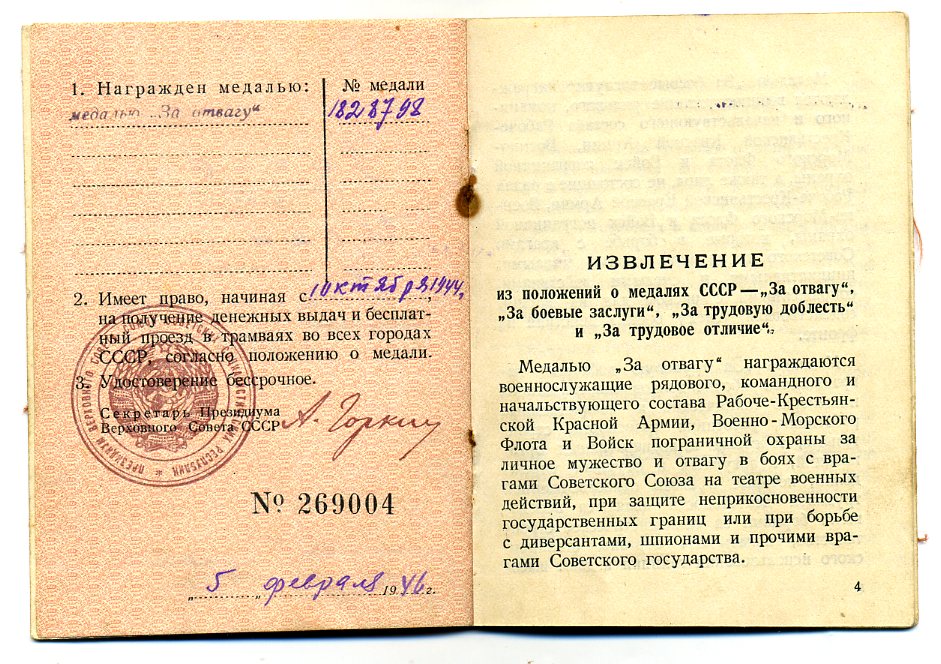 1. Награжден медалью:
№ медали
медалью „За отвагу“
1828798
2. Имеет право, начиная с 1 октября 1944,
на получение денежных выдач и бесплат-
ный проезд в трамваях во всех городах
СССР, согласно положению о медали.
3. Удостоверение бессрочное.
Секретарь Президиума
Верховного Совета СССР
А. Горкин
№ 269004
„ 5 „ февраля 1946 г.
ИЗВЛЕЧЕНИЕ
из положений о медалях СССР—„За отвагу“,
„За боевые заслуги“, „За трудовую доблесть“
и „За трудовое отличие“.
Медалью „За отвагу“ награждаются
военнослужащие рядового, командного и
начальствующего состава Рабоче-Крестьян-
ской Красной Армии, Военно-Морского
Флота и Войск пограничной охраны за
личное мужество и отвагу в боях с вра-
гами Советского Союза на театре военных
действий, при защите неприкосновенности
государственных границ или при борьбе
с диверсантами, шпионами и прочими вра-
гами Советского государства.
4